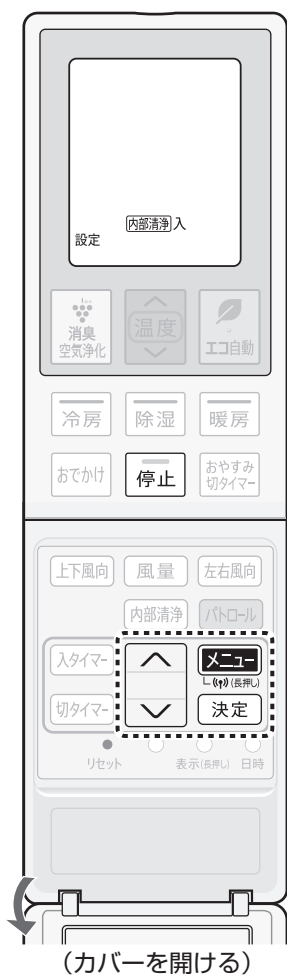 内部清浄 入
設定
消臭
空気浄化
温度
エコ自動
冷房
除湿
暖房
おでかけ
停止
おやすみ
切タイマー
上下風向
風量
左右風向
内部清浄
パトロール
入タイマー
メニュー
(長押し)
切タイマー
決定
リセット
表示(長押し)
日時
(カバーを開ける)